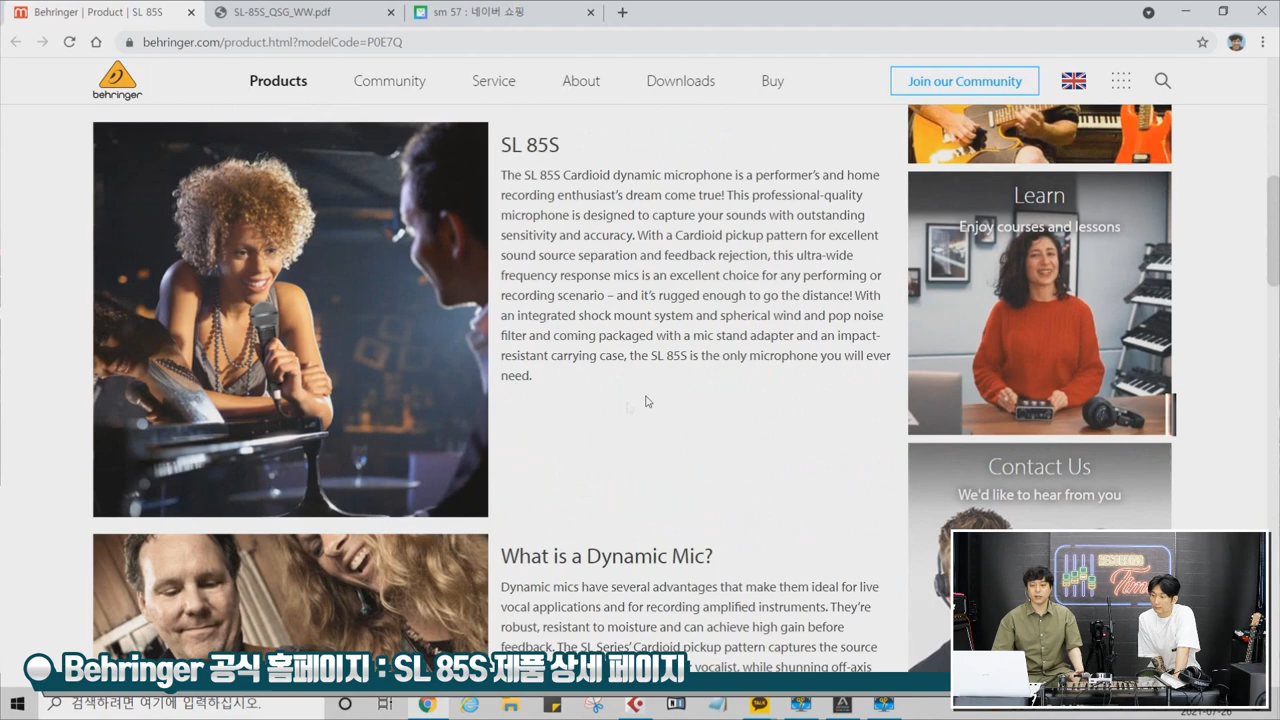 Behringer | Product | SL 85S
SL-85S_QSG_WW.pdf
sm 57 : 네이버 쇼핑
behringer.com/product.html?modelCode=P0E7Q
behringer
Products
Community
Service
About
Downloads
Buy
Join our Community
SL 85S
The SL 85S Cardioid dynamic microphone is a performer's and home
recording enthusiast's dream come true! This professional-quality
microphone is designed to capture your sounds with outstanding
sensitivity and accuracy. With a Cardioid pickup pattern for excellent
sound source separation and feedback rejection, this ultra-wide
frequency response mics is an excellent choice for any performing or
recording scenario – and it's rugged enough to go the distance! With
an integrated shock mount system and spherical wind and pop noise
filter and coming packaged with a mic stand adapter and an impact-
resistant carrying case, the SL 85S is the only microphone you will ever
need.
Learn
Enjoy courses and lessons
Contact Us
We'd like to hear from you
What is a Dynamic Mic?
Dynamic mics have several advantages that make them ideal for live
vocal applications and for recording amplified instruments. They're
robust, resistant to moisture and can achieve high gain before
feedback. The SL Series' Cardioid pickup pattern captures the source
vocalist, while shunning off-axis
Behringer 공식 홈페이지 : SL 85S 제품 상세 페이지
검색하려면 여기에 입력하십시오.
2021-07-26